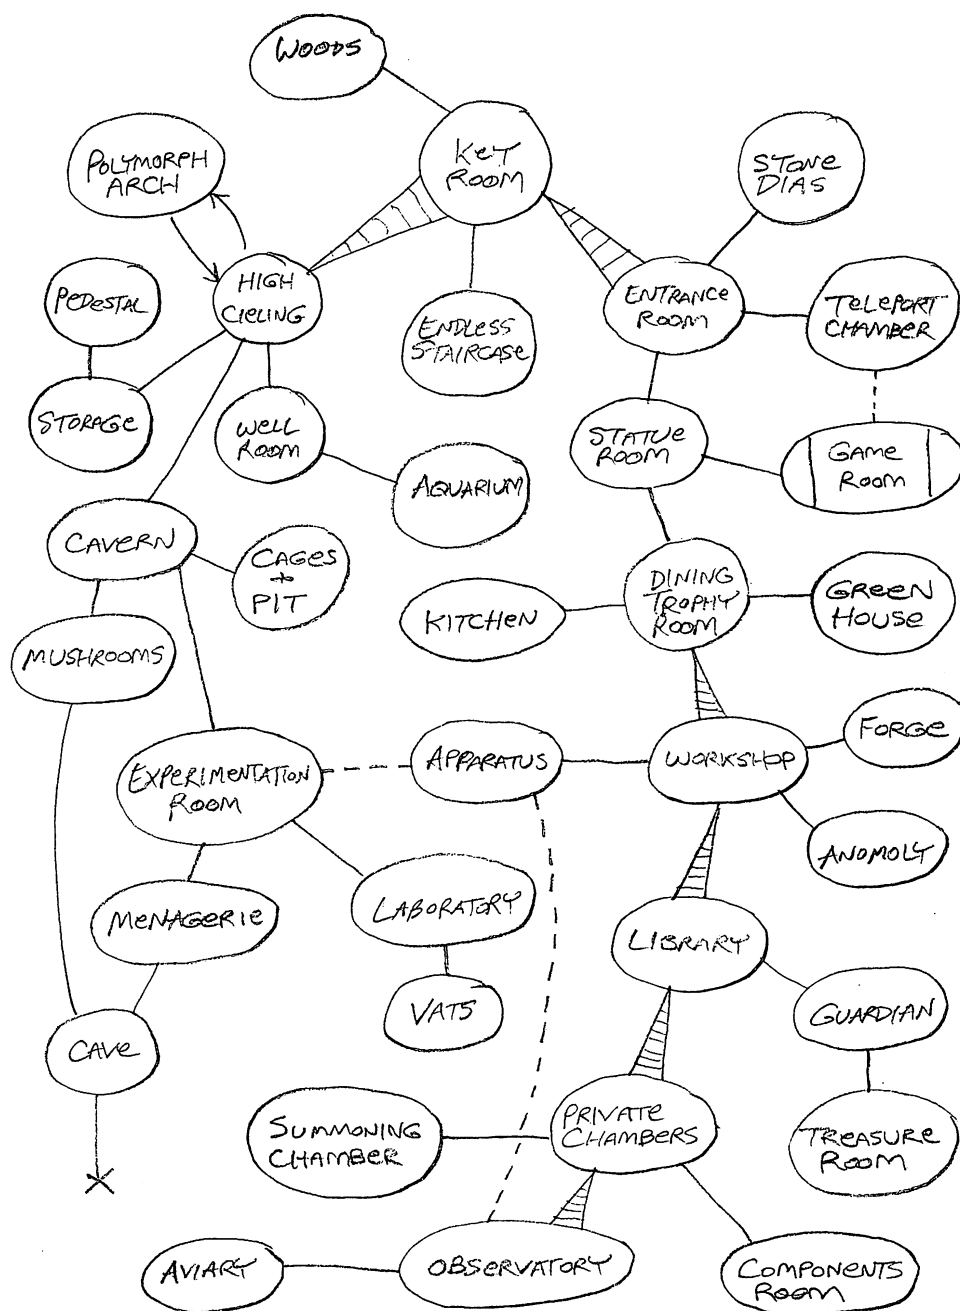 WOODS
KEY
ROOM
POLYMORPH
ARCH
STONE
DIAS
HIGH
CIELING
PEDESTAL
ENTRANCE
ROOM
TELEPORT
CHAMBER
ENDLESS
STAIRCASE
STORAGE
WELL
ROOM
STATUE
ROOM
GAME
ROOM
AQUARIUM
CAVERN
CAGES
+
PIT
DINING
TROPHY
ROOM
GREEN
HOUSE
KITCHEN
MUSHROOMS
FORGE
EXPERIMENTATION
ROOM
APPARATUS
WORKSHOP
ANOMOLY
MENAGERIE
LABORATORY
LIBRARY
VATS
GUARDIAN
CAVE
SUMMONING
CHAMBER
PRIVATE
CHAMBERS
TREASURE
ROOM
AVIARY
OBSERVATORY
COMPONENTS
ROOM